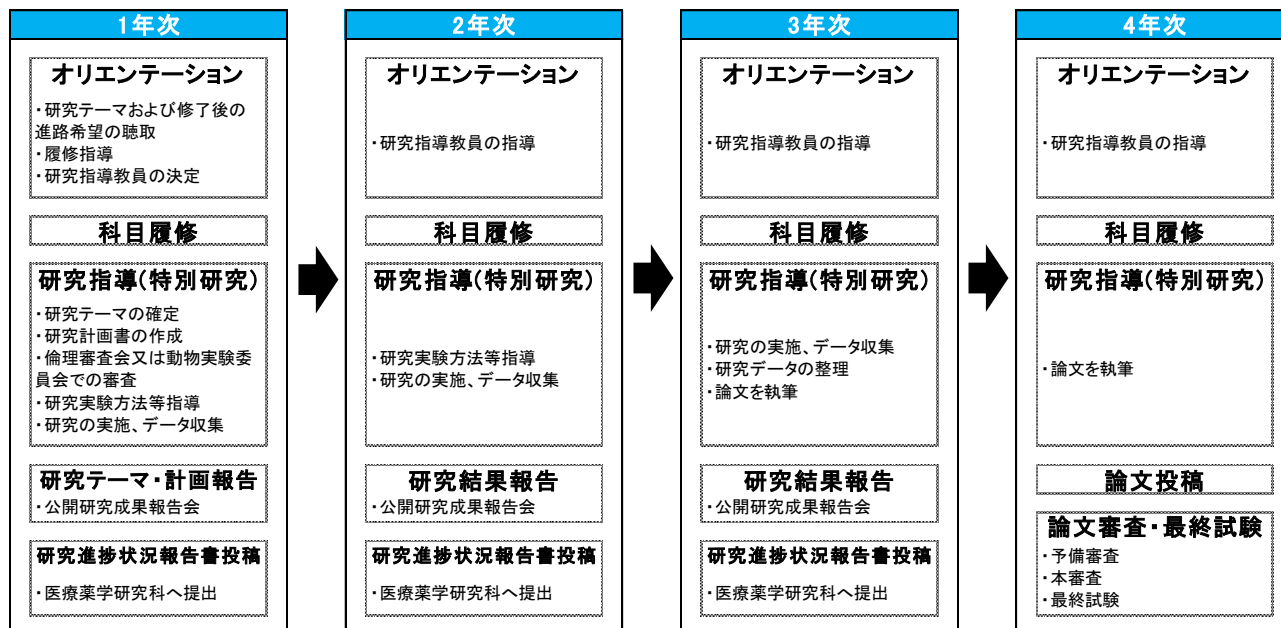 1年次
オリエンテーション
・研究テーマおよび修了後の
進路希望の聴取
・履修指導
・研究指導教員の決定
科目履修
研究指導(特別研究)
・研究テーマの確定
・研究計画書の作成
・倫理審査会又は動物実験委
員会での審査
・研究実験方法等指導
・研究の実施、データ収集
研究テーマ・計画報告
・公開研究成果報告会
研究進捗状況報告書投稿
・医療薬学研究科へ提出
2年次
オリエンテーション
・研究指導教員の指導
科目履修
研究指導(特別研究)
・研究実験方法等指導
・研究の実施、データ収集
研究結果報告
・公開研究成果報告会
研究進捗状況報告書投稿
・医療薬学研究科へ提出
3年次
オリエンテーション
・研究指導教員の指導
科目履修
研究指導(特別研究)
・研究の実施、データ収集
・研究データの整理
・論文を執筆
研究結果報告
・公開研究成果報告会
研究進捗状況報告書投稿
・医療薬学研究科へ提出
4年次
オリエンテーション
・研究指導教員の指導
科目履修
研究指導(特別研究)
・論文を執筆
論文投稿
論文審査・最終試験
・予備審査
・本審査
・最終試験